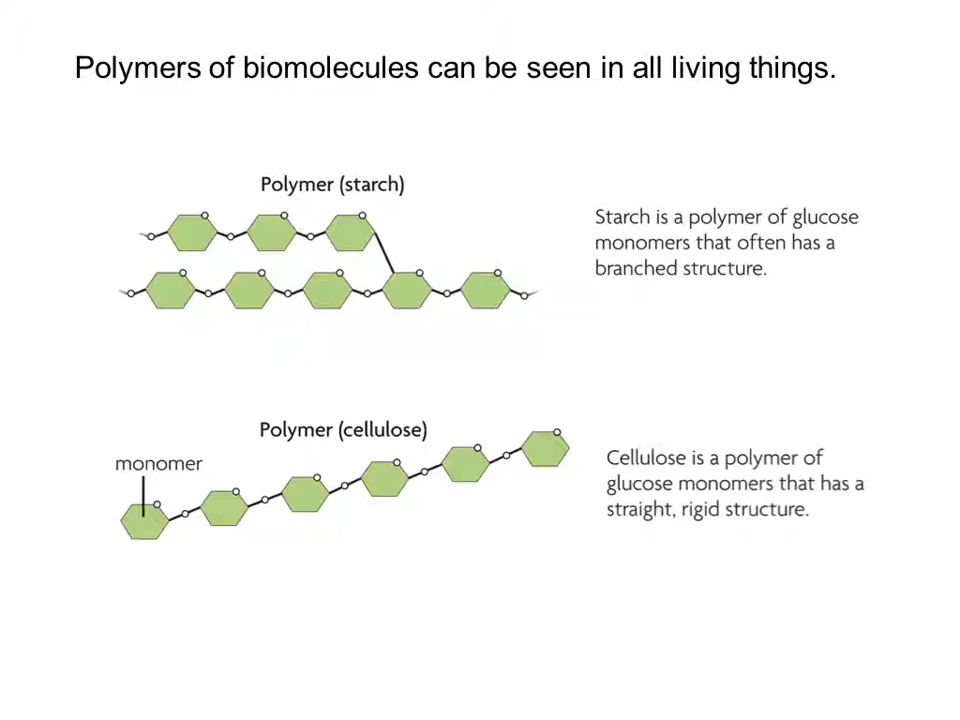 Polymers of biomolecules can be seen in all living things.
Polymer (starch)
Starch is a polymer of glucose
monomers that often has a
branched structure.
Polymer (cellulose)
monomer
Cellulose is a polymer of
glucose monomers that has a
straight, rigid structure.